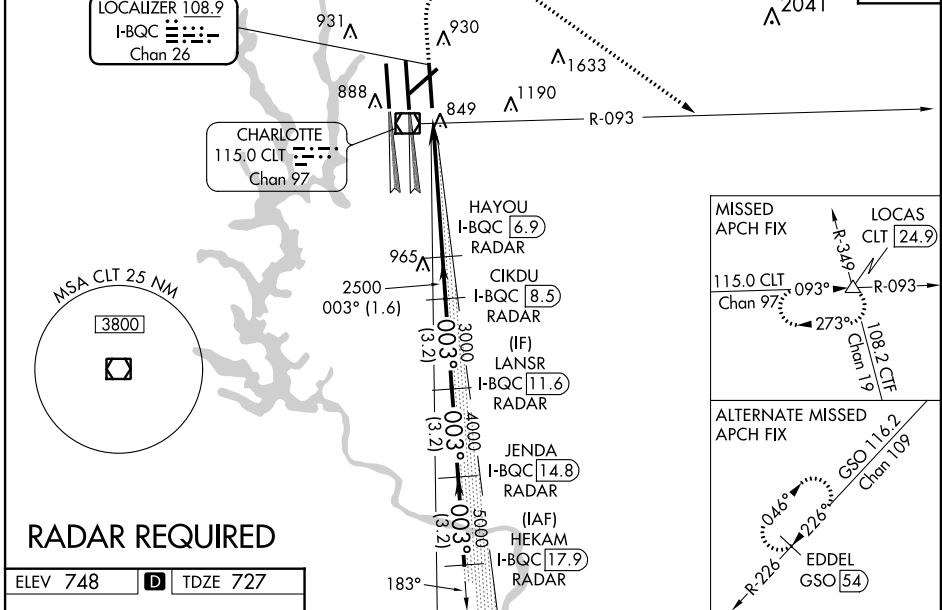 LOCALIZER 108.9
I-BQC
Chan 26
931
930
2041
1633
888
849
1190
R-093
CHARLOTTE
115.0 CLT
Chan 97
HAYOU
I-BQC 6.9
RADAR
965
CIKDU
I-BQC 8.5
RADAR
2500
003° (1.6)
MSA CLT 25 NM
3800
3000
003°
(3.2)
(IF)
LANSR
I-BQC 11.6
RADAR
4000
003°
(3.2)
JENDA
I-BQC 14.8
RADAR
5000
003°
(3.2)
(IAF)
HEKAM
I-BQC 17.9
RADAR
183°
MISSED
APCH FIX
LOCAS
CLT 24.9
R-349
115.0 CLT
Chan 97
093°
R-093
273°
108.2 CTF
Chan 19
ALTERNATE MISSED
APCH FIX
GSO 116.2
Chan 109
046°
226°
R-226
EDDEL
GSO 54
RADAR REQUIRED
ELEV 748 D TDZE 727